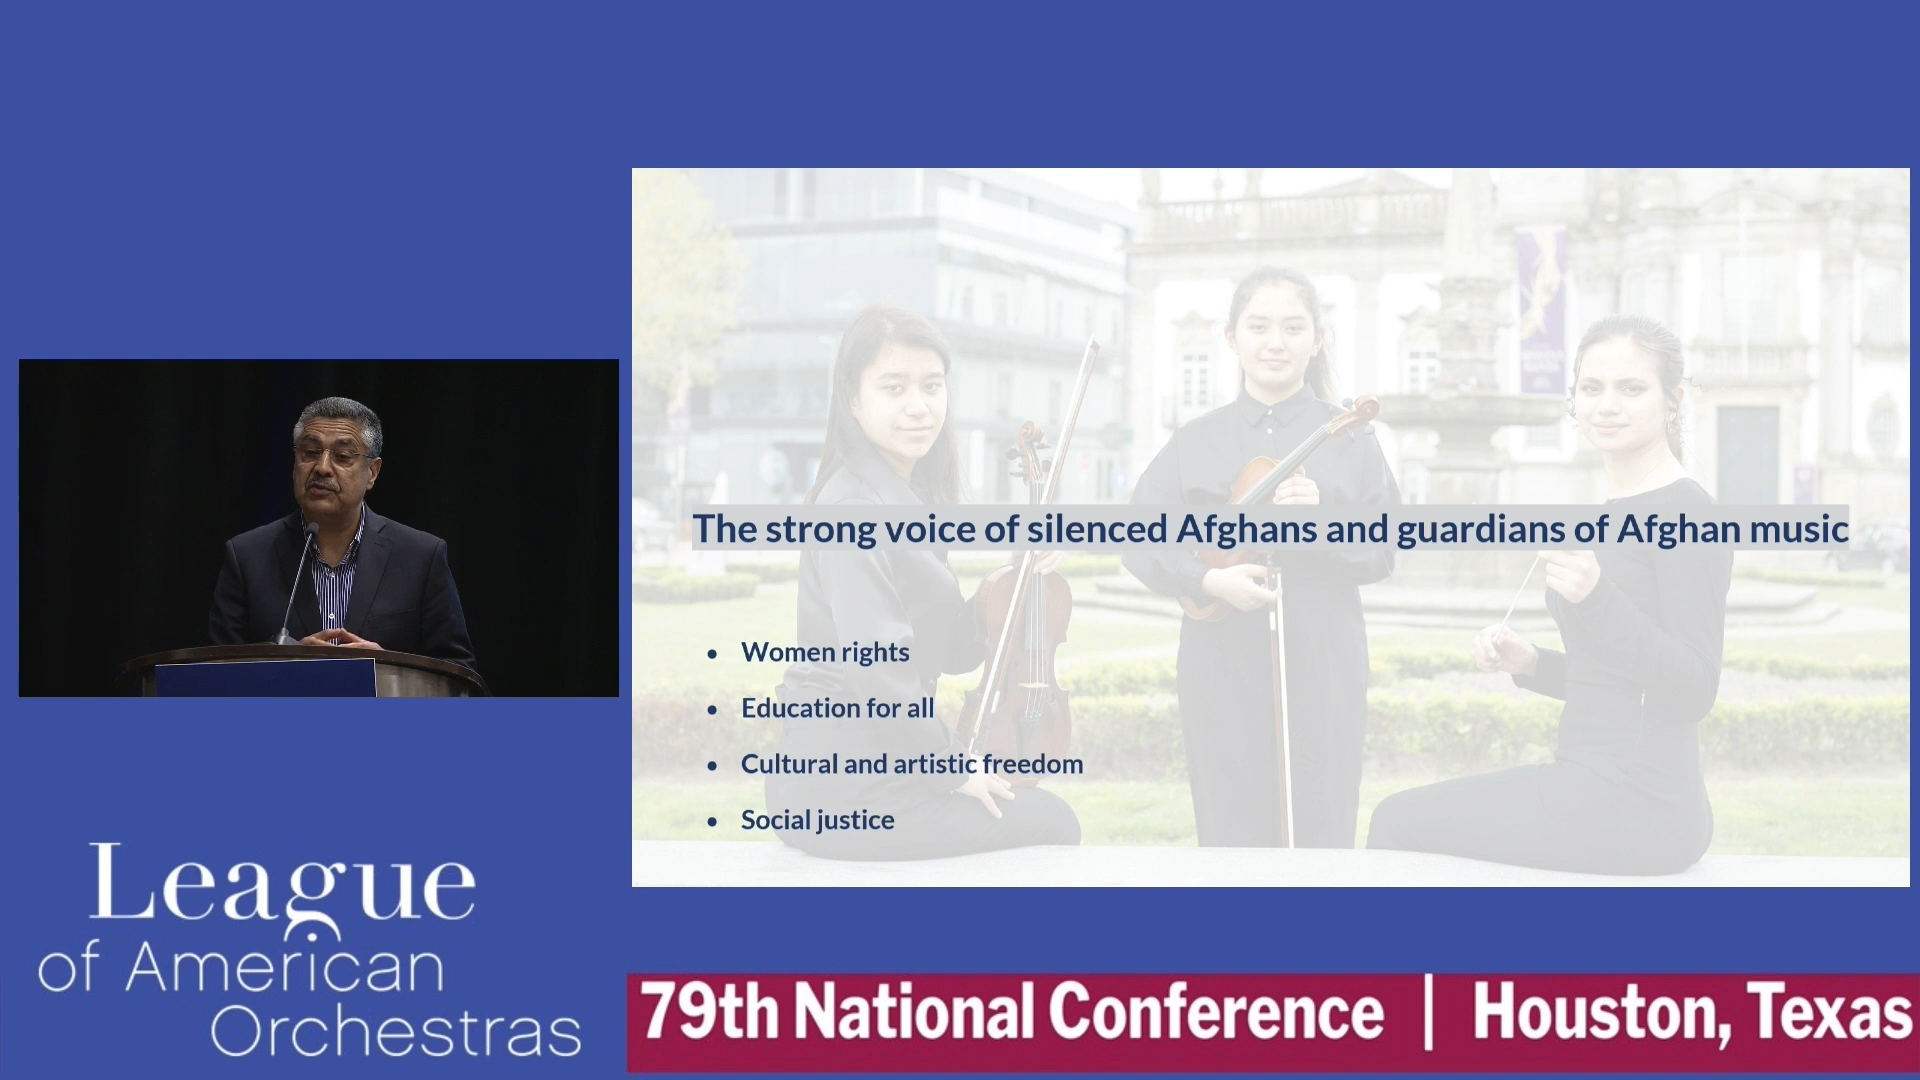 The strong voice of silenced Afghans and guardians of Afghan music
• Women rights
• Education for all
• Cultural and artistic freedom
• Social justice
League
of American
Orchestras
79th National Conference | Houston, Texas